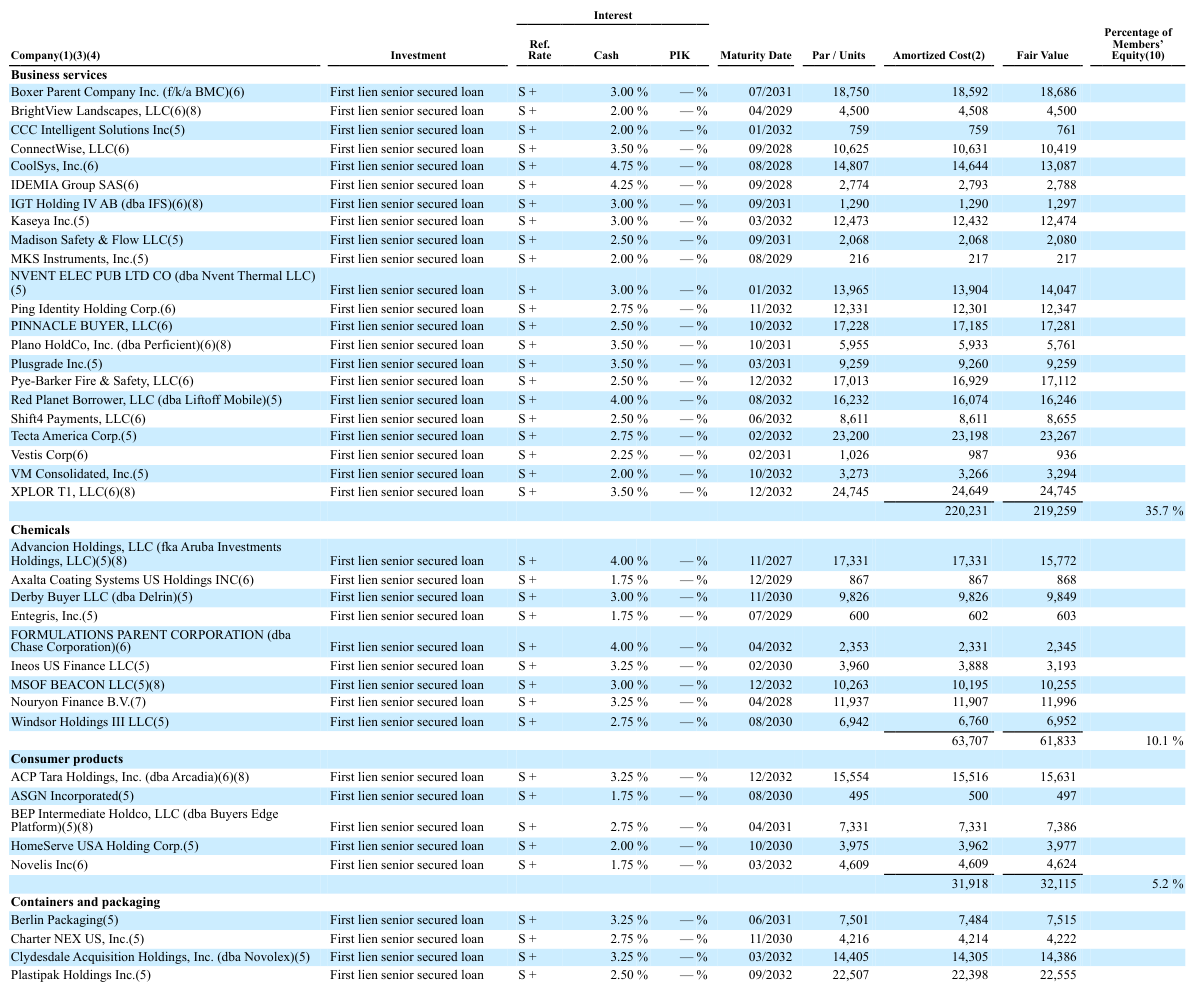 Interest
Company(1)(3)(4) Investment Ref. Rate Cash PIK Maturity Date Par / Units Amortized Cost(2) Fair Value Percentage of Members' Equity(10)
Business services
Boxer Parent Company Inc. (f/k/a BMC)(6) First lien senior secured loan S + 3.00 % — % 07/2031 18,750 18,592 18,686
BrightView Landscapes, LLC(6)(8) First lien senior secured loan S + 2.00 % — % 04/2029 4,500 4,508 4,500
CCC Intelligent Solutions Inc(5) First lien senior secured loan S + 2.00 % — % 01/2032 759 759 761
ConnectWise, LLC(6) First lien senior secured loan S + 3.50 % — % 09/2028 10,625 10,631 10,419
CoolSys, Inc.(6) First lien senior secured loan S + 4.75 % — % 08/2028 14,807 14,644 13,087
IDEMIA Group SAS(6) First lien senior secured loan S + 4.25 % — % 09/2028 2,774 2,793 2,788
IGT Holding IV AB (dba IFS)(6)(8) First lien senior secured loan S + 3.00 % — % 09/2031 1,290 1,290 1,297
Kaseya Inc.(5) First lien senior secured loan S + 3.00 % — % 03/2032 12,473 12,432 12,474
Madison Safety & Flow LLC(5) First lien senior secured loan S + 2.50 % — % 09/2031 2,068 2,068 2,080
MKS Instruments, Inc.(5) First lien senior secured loan S + 2.00 % — % 08/2029 216 217 217
NVENT ELEC PUB LTD CO (dba Nvent Thermal LLC)
(5) First lien senior secured loan S + 3.00 % — % 01/2032 13,965 13,904 14,047
Ping Identity Holding Corp.(6) First lien senior secured loan S + 2.75 % — % 11/2032 12,331 12,301 12,347
PINNACLE BUYER, LLC(6) First lien senior secured loan S + 2.50 % — % 10/2032 17,228 17,185 17,281
Plano HoldCo, Inc. (dba Perficient)(6)(8) First lien senior secured loan S + 3.50 % — % 10/2031 5,955 5,933 5,761
Plusgrade Inc.(5) First lien senior secured loan S + 3.50 % — % 03/2031 9,259 9,260 9,259
Pye-Barker Fire & Safety, LLC(6) First lien senior secured loan S + 2.50 % — % 12/2032 17,013 16,929 17,112
Red Planet Borrower, LLC (dba Liftoff Mobile)(5) First lien senior secured loan S + 4.00 % — % 08/2032 16,232 16,074 16,246
Shift4 Payments, LLC(6) First lien senior secured loan S + 2.50 % — % 06/2032 8,611 8,611 8,655
Tecta America Corp.(5) First lien senior secured loan S + 2.75 % — % 02/2032 23,200 23,198 23,267
Vestis Corp(6) First lien senior secured loan S + 2.25 % — % 02/2031 1,026 987 936
VM Consolidated, Inc.(5) First lien senior secured loan S + 2.00 % — % 10/2032 3,273 3,266 3,294
XPLOR T1, LLC(6)(8) First lien senior secured loan S + 3.50 % — % 12/2032 24,745 24,649 24,745
220,231 219,259 35.7 %
Chemicals
Advancion Holdings, LLC (fka Aruba Investments
Holdings, LLC)(5)(8) First lien senior secured loan S + 4.00 % — % 11/2027 17,331 17,331 15,772
Axalta Coating Systems US Holdings INC(6) First lien senior secured loan S + 1.75 % — % 12/2029 867 867 868
Derby Buyer LLC (dba Delrin)(5) First lien senior secured loan S + 3.00 % — % 11/2030 9,826 9,826 9,849
Entegris, Inc.(5) First lien senior secured loan S + 1.75 % — % 07/2029 600 602 603
FORMULATIONS PARENT CORPORATION (dba
Chase Corporation)(6) First lien senior secured loan S + 4.00 % — % 04/2032 2,353 2,331 2,345
Ineos US Finance LLC(5) First lien senior secured loan S + 3.25 % — % 02/2030 3,960 3,888 3,193
MSOF BEACON LLC(5)(8) First lien senior secured loan S + 3.00 % — % 12/2032 10,263 10,195 10,255
Nouryon Finance B.V.(7) First lien senior secured loan S + 3.25 % — % 04/2028 11,937 11,907 11,996
Windsor Holdings III LLC(5) First lien senior secured loan S + 2.75 % — % 08/2030 6,942 6,760 6,952
63,707 61,833 10.1 %
Consumer products
ACP Tara Holdings, Inc. (dba Arcadia)(6)(8) First lien senior secured loan S + 3.25 % — % 12/2032 15,554 15,516 15,631
ASGN Incorporated(5) First lien senior secured loan S + 1.75 % — % 08/2030 495 500 497
BEP Intermediate Holdco, LLC (dba Buyers Edge
Platform)(5)(8) First lien senior secured loan S + 2.75 % — % 04/2031 7,331 7,331 7,386
HomeServe USA Holding Corp.(5) First lien senior secured loan S + 2.00 % — % 10/2030 3,975 3,962 3,977
Novelis Inc(6) First lien senior secured loan S + 1.75 % — % 03/2032 4,609 4,609 4,624
31,918 32,115 5.2 %
Containers and packaging
Berlin Packaging(5) First lien senior secured loan S + 3.25 % — % 06/2031 7,501 7,484 7,515
Charter NEX US, Inc.(5) First lien senior secured loan S + 2.75 % — % 11/2030 4,216 4,214 4,222
Clydesdale Acquisition Holdings, Inc. (dba Novolex)(5) First lien senior secured loan S + 3.25 % — % 03/2032 14,405 14,305 14,386
Plastipak Holdings Inc.(5) First lien senior secured loan S + 2.50 % — % 09/2032 22,507 22,398 22,555